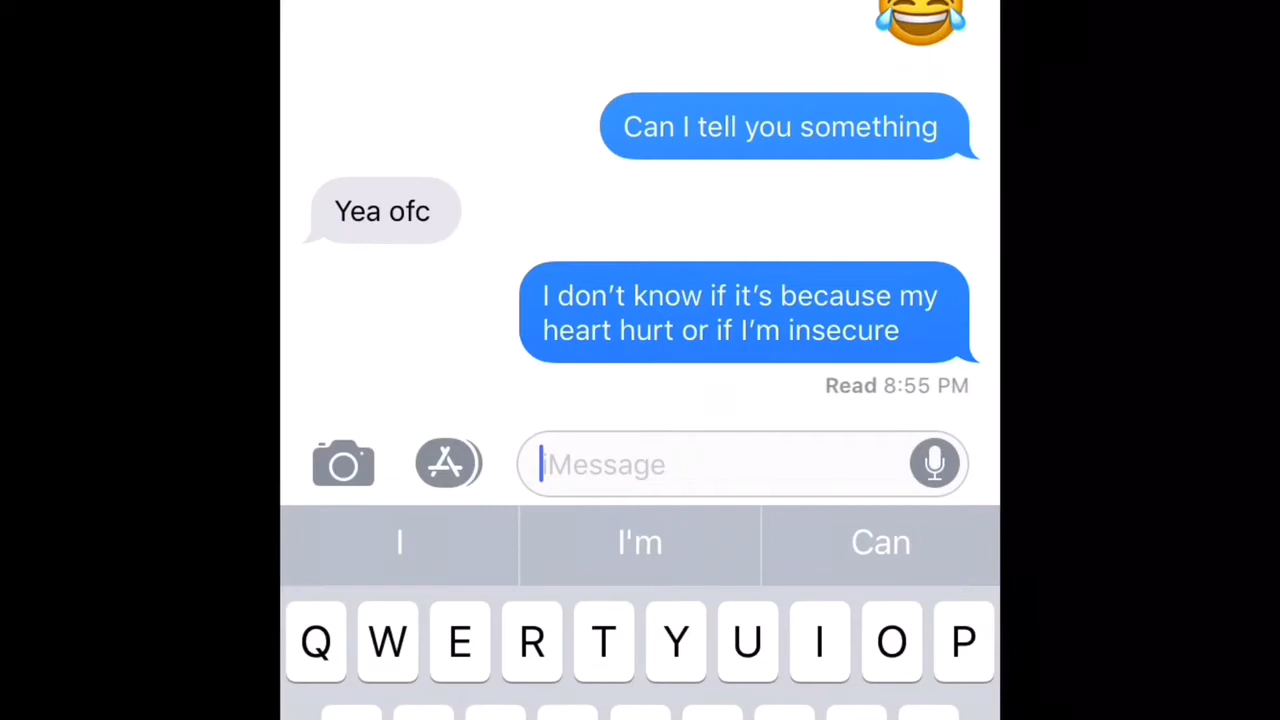 Can I tell you something
Yea ofc
I don’t know if it’s because my
heart hurt or if I’m insecure
Read 8:55 PM
iMessage
I I'm Can
Q W E R T Y U I O P